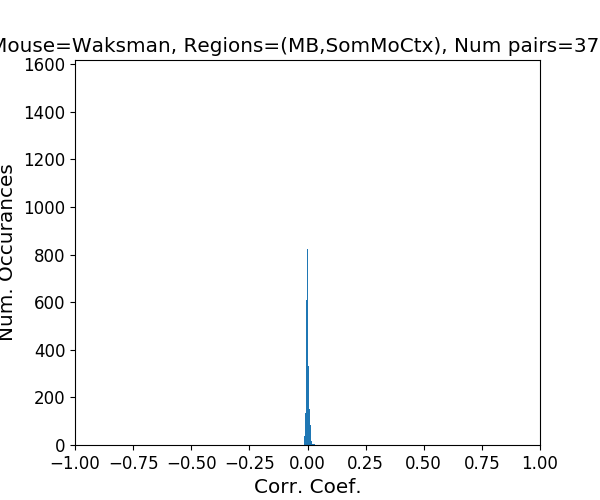 Mouse=Waksman, Regions=(MB,SomMoCtx), Num pairs=37
1600
1400
1200
1000
800
600
400
200
0
Num. Occurances
−1.00 −0.75 −0.50 −0.25 0.00 0.25 0.50 0.75 1.00
Corr. Coef.